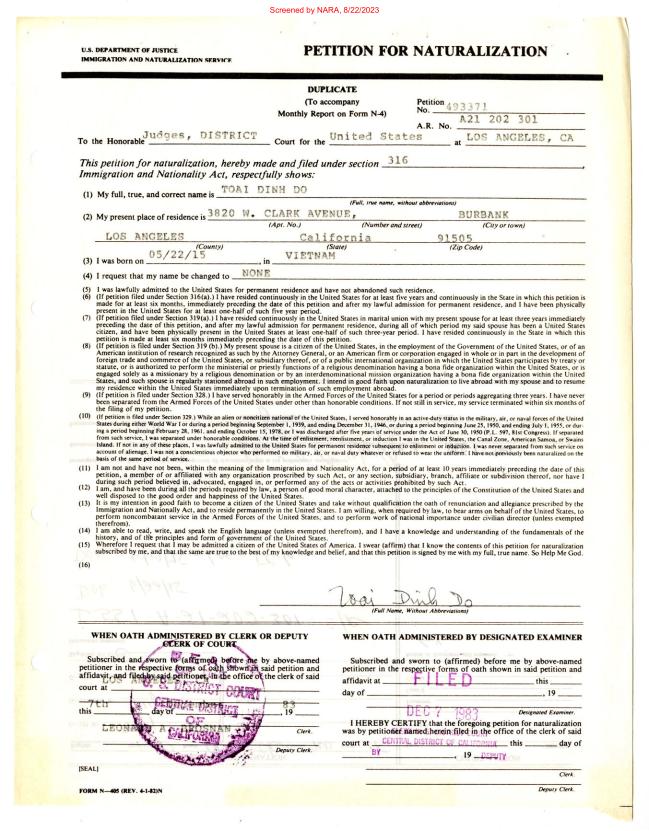 Screened by NARA, 8/22/2023
U.S. DEPARTMENT OF JUSTICE
IMMIGRATION AND NATURALIZATION SERVICE
PETITION FOR NATURALIZATION
DUPLICATE
(To accompany
Monthly Report on Form N-4)
Petition
No. 493371
A.R. No. A21 202 301
To the Honorable Judges, DISTRICT Court for the United States at LOS ANGELES, CA
This petition for naturalization, hereby made and filed under section 316
Immigration and Nationality Act, respectfully shows:
(1) My full, true, and correct name is TOAI DINH DO
(Full, true name, without abbreviations)
(2) My present place of residence is 3820 W. CLARK AVENUE, BURBANK
(Apt. No.) (Number and street) (City or town)
LOS ANGELES California 91505
(County) (State) (Zip Code)
(3) I was born on 05/22/15, in VIETNAM
(4) I request that my name be changed to NONE
(5) I was lawfully admitted to the United States for permanent residence and have not abandoned such residence.
(6) (If petition filed under Section 316(a).) I have resided continuously in the United States for at least five years and continuously in the State in which this petition is
made for at least six months, immediately preceding the date of this petition and after my lawful admission for permanent residence, and I have been physically
present in the United States for at least one-half of such five year period.
(7) (If petition filed under Section 319(a).) I have resided continuously in the United States in marital union with my present spouse for at least three years immediately
preceding the date of this petition, and after my lawful admission for permanent residence, during all of which period my said spouse has been a United States
citizen, and have been physically present in the United States at least one-half of such three-year period. I have resided continuously in the State in which this
petition is made at least six months immediately preceding the date of this petition.
(8) (If petition filed under Section 319 (b).) My present spouse is a citizen of the United States, in the employment of the Government of the United States, or of an
American institution of research recognized as such by the Attorney General, or an American firm or corporation engaged in whole or in part in the development of
foreign trade and commerce of the United States, or subsidiary thereof, or of a public international organization in which the United States participates by treaty or
statute, or is authorized to perform the ministerial or priestly functions of a religious denomination having a bona fide organization within the United States, or is
engaged solely as a missionary by a religious denomination or by an interdenominational mission organization having a bona fide organization within the United
States, and such spouse is regularly stationed abroad in such employment. I intend in good faith upon naturalization to live abroad with my spouse and to resume
my residence within the United States immediately upon termination of such employment abroad.
(9) (If petition is filed under Section 328.) I have served honorably in the Armed Forces of the United States for a period or periods aggregating three years. I have never
been separated from the Armed Forces of the United States under other than honorable conditions. If not still in service, my service terminated within six months of
the filing of my petition.
(10) (If petition filed under Section 329.) While an alien or noncitizen national of the United States, I served honorably in an active-duty status in the military, air, or naval forces of the United
States during either World War I or during a period beginning September 1, 1939, and ending December 31, 1946, or during a period beginning June 25, 1950, and ending July 1, 1955, or dur-
ing a period beginning February 28, 1961, and ending October 15, 1978, or I was discharged after five years of service under the Act of June 30, 1950 (P.L. 597, 81st Congress). If separated
from such service, I was separated under honorable conditions. At the time of enlistment, reenlistment, or induction I was in the United States, the Canal Zone, American Samoa, or Swains
Island. If not in any of these places, I was lawfully admitted to the United States for permanent residence subsequent to enlistment or induction. I was never separated from such service on
account of alienage. I was not a conscientious objector who performed no military, air, or naval duty whatever or refused to wear the uniform. I have not previously been naturalized on the
basis of the same period of service.
(11) I am not and have not been, within the meaning of the Immigration and Nationality Act, for a period of at least 10 years immediately preceding the date of this
petition, a member of or affiliated with any organization proscribed by such Act, or any section, subsidiary, branch, affiliate or subdivision thereof, nor have I
during such period believed in, advocated, engaged in, or performed any of the acts or activities prohibited by such Act.
(12) I am, and have been during all the periods required by law, a person of good moral character, attached to the principles of the Constitution of the United States and
well disposed to the good order and happiness of the United States.
(13) It is my intention in good faith to become a citizen of the United States and take without qualification the oath of renunciation and allegiance prescribed by the
Immigration and Nationality Act, and to reside permanently in the United States. I am willing, when required by law, to bear arms on behalf of the United States, to
perform noncombatant service in the Armed Forces of the United States, and to perform work of national importance under civilian director (unless exempted
therefrom).
(14) I am able to read, write, and speak the English language (unless exempted therefrom), and I have a knowledge and understanding of the fundamentals of the
history, and of the principles and form of government of the United States.
(15) Wherefore I request that I may be admitted a citizen of the United States of America. I swear (affirm) that I know the contents of this petition for naturalization
subscribed by me, and that the same are true to the best of my knowledge and belief, and that this petition is signed by me with my full, true name. So Help Me God.
(16)
Toai Dinh Do
(Full Name, Without Abbreviations)
WHEN OATH ADMINISTERED BY CLERK OR DEPUTY
CLERK OF COURT
Subscribed and sworn to (affirmed) before me by above-named
petitioner in the respective forms of oath shown in said petition and
affidavit, and filed by said petitioner, in the office of the clerk of said
court at LOS ANGELES
this 7th day of , 19 83
U. S. DISTRICT COURT
CENTRAL DISTRICT
OF
CALIFORNIA
LEONARD A. BROSNAN
Clerk.
Deputy Clerk.
[SEAL]
FORM N—405 (REV. 4-1-82)N
WHEN OATH ADMINISTERED BY DESIGNATED EXAMINER
Subscribed and sworn to (affirmed) before me by above-named
petitioner in the respective forms of oath shown in said petition and
affidavit at this
FILED
day of , 19
DEC 7 1983
Designated Examiner.
I HEREBY CERTIFY that the foregoing petition for naturalization
was by petitioner named herein filed in the office of the clerk of said
court at CENTRAL DISTRICT OF CALIFORNIA this day of
BY , 19 DEPUTY
Clerk.
Deputy Clerk.